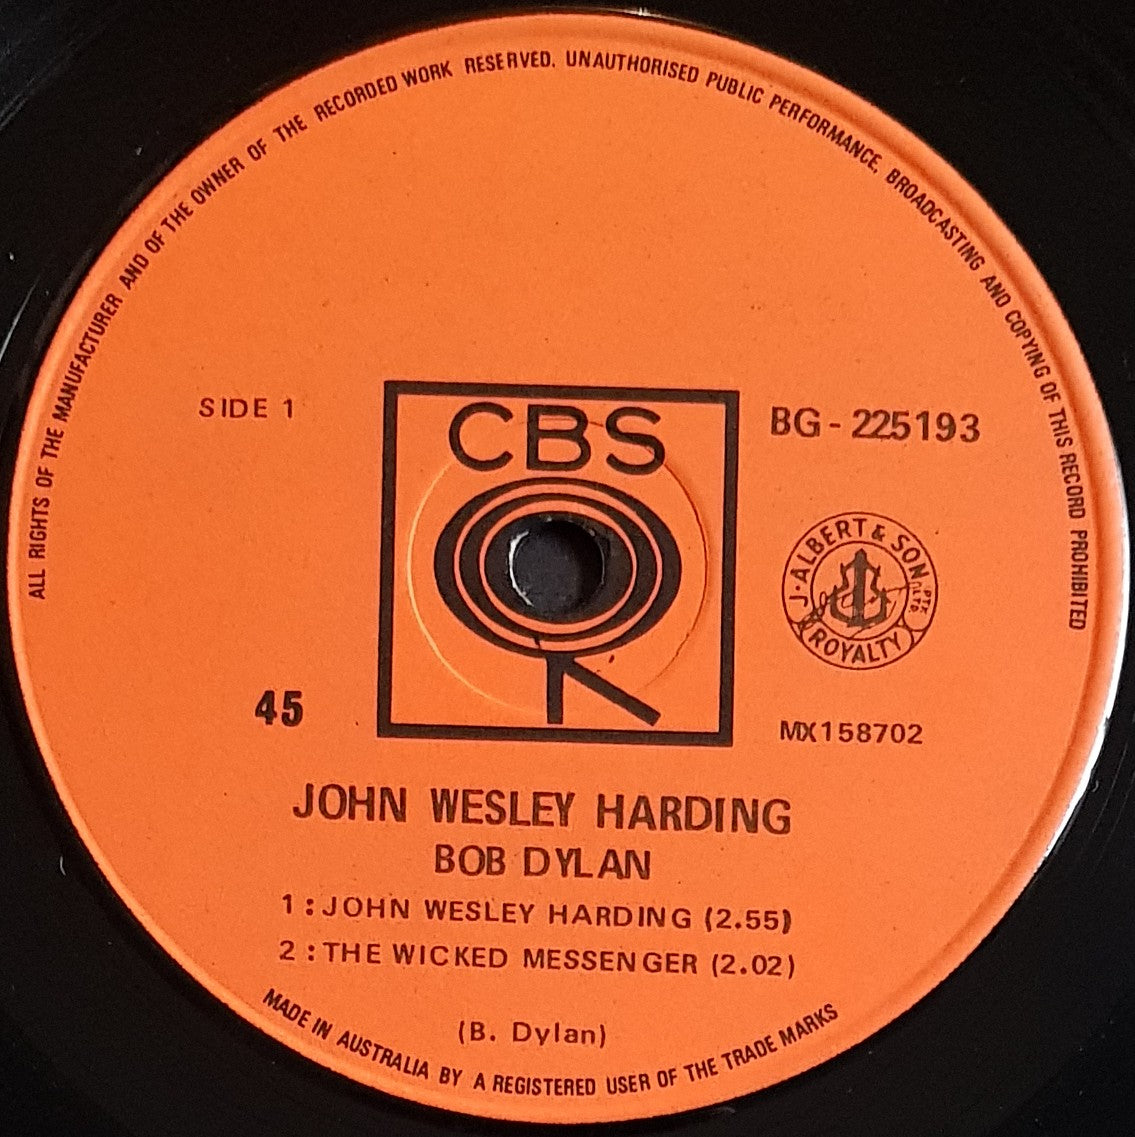 ALL RIGHTS OF THE MANUFACTURER AND OF THE OWNER OF THE RECORDED WORK RESERVED. UNAUTHORISED PUBLIC PERFORMANCE, BROADCASTING AND COPYING OF THIS RECORD PROHIBITED
SIDE 1
CBS
BG - 225193
J. ALBERT & SON PTY. LTD.
ROYALTY
45
MX158702
JOHN WESLEY HARDING
BOB DYLAN
1 : JOHN WESLEY HARDING (2.55)
2 : THE WICKED MESSENGER (2.02)
(B. Dylan)
MADE IN AUSTRALIA BY A REGISTERED USER OF THE TRADE MARKS